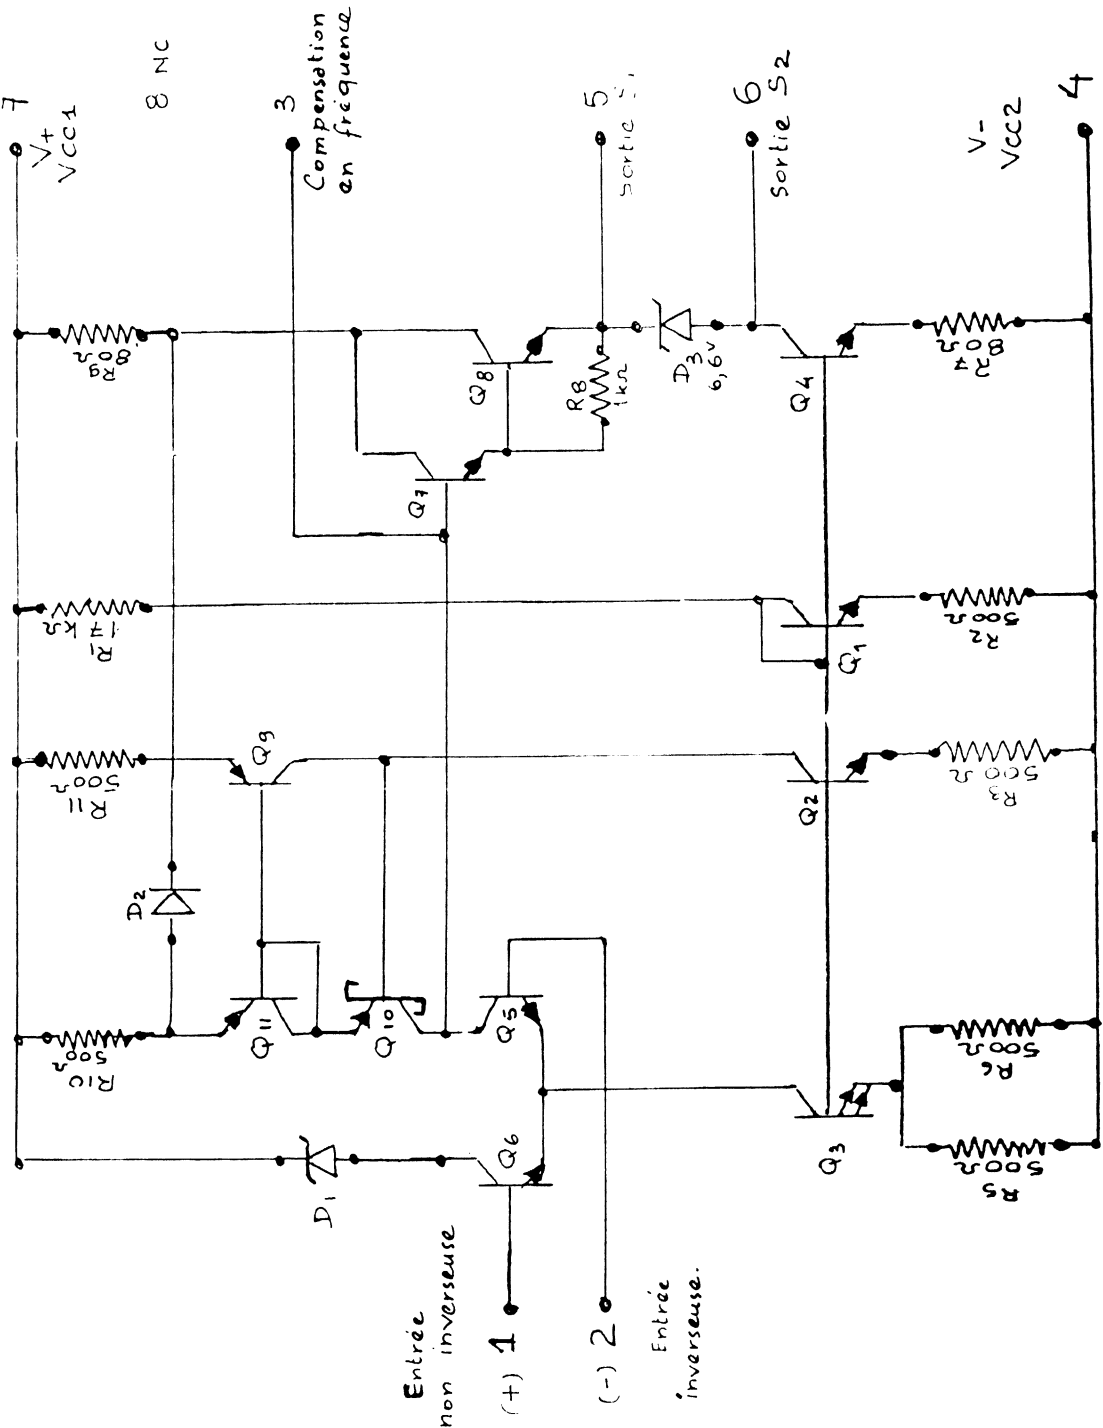 7
V+
VCC1
8 NC
3
Compensation
en fréquence
5
sortie S1
6
sortie S2
V-
VCC2
4
R9
80Ω
Q8
R8
1kΩ
D3
6,6v
Q4
R7
80Ω
Q7
R1
17kΩ
Q1
R2
500Ω
R11
500Ω
Q9
Q2
R3
500Ω
D2
R10
500Ω
Q11
Q10
Q5
R6
500Ω
D1
Q6
Q3
R5
500Ω
Entrée
non inverseuse
(+) 1
(-) 2
Entrée
inverseuse.